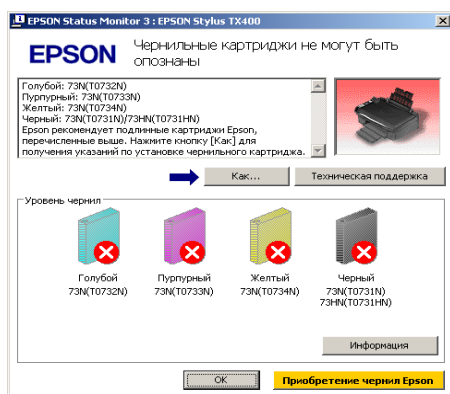 EPSON Status Monitor 3 : EPSON Stylus TX400
EPSON
Чернильные картриджи не могут быть
опознаны
Голубой: 73N(T0732N)
Пурпурный: 73N(T0733N)
Желтый: 73N(T0734N)
Черный: 73N(T0731N)/73HN(T0731HN)
Epson рекомендует подлинные картриджи Epson,
перечисленные выше. Нажмите кнопку [Как] для
получения указаний по установке чернильного картриджа.
Как...
Техническая поддержка
Уровень чернил
Голубой
Пурпурный
Желтый
Черный
73N(T0732N)
73N(T0733N)
73N(T0734N)
73N(T0731N)
73HN(T0731HN)
Информация
OK
Приобретение чернил Epson